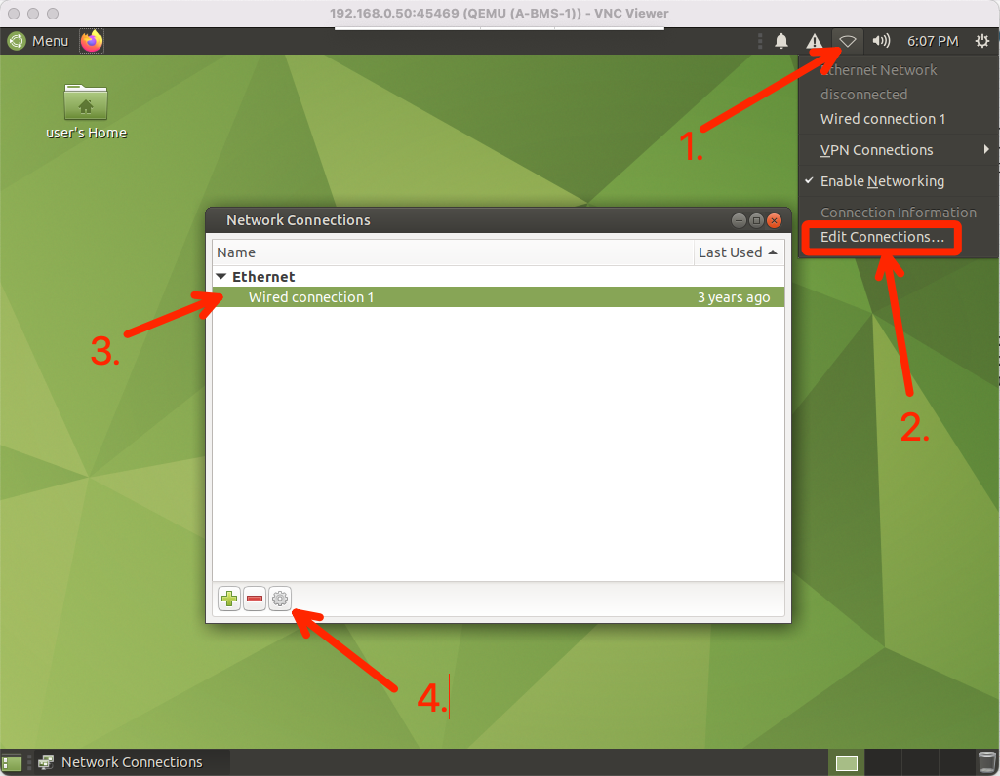 192.168.0.50:45469 (QEMU (A-BMS-1)) - VNC Viewer
Menu
6:07 PM
Ethernet Network
disconnected
Wired connection 1
VPN Connections
Enable Networking
Connection Information
Edit Connections...
user's Home
1.
Network Connections
Name Last Used
Ethernet
Wired connection 1 3 years ago
3.
2.
4.
Network Connections